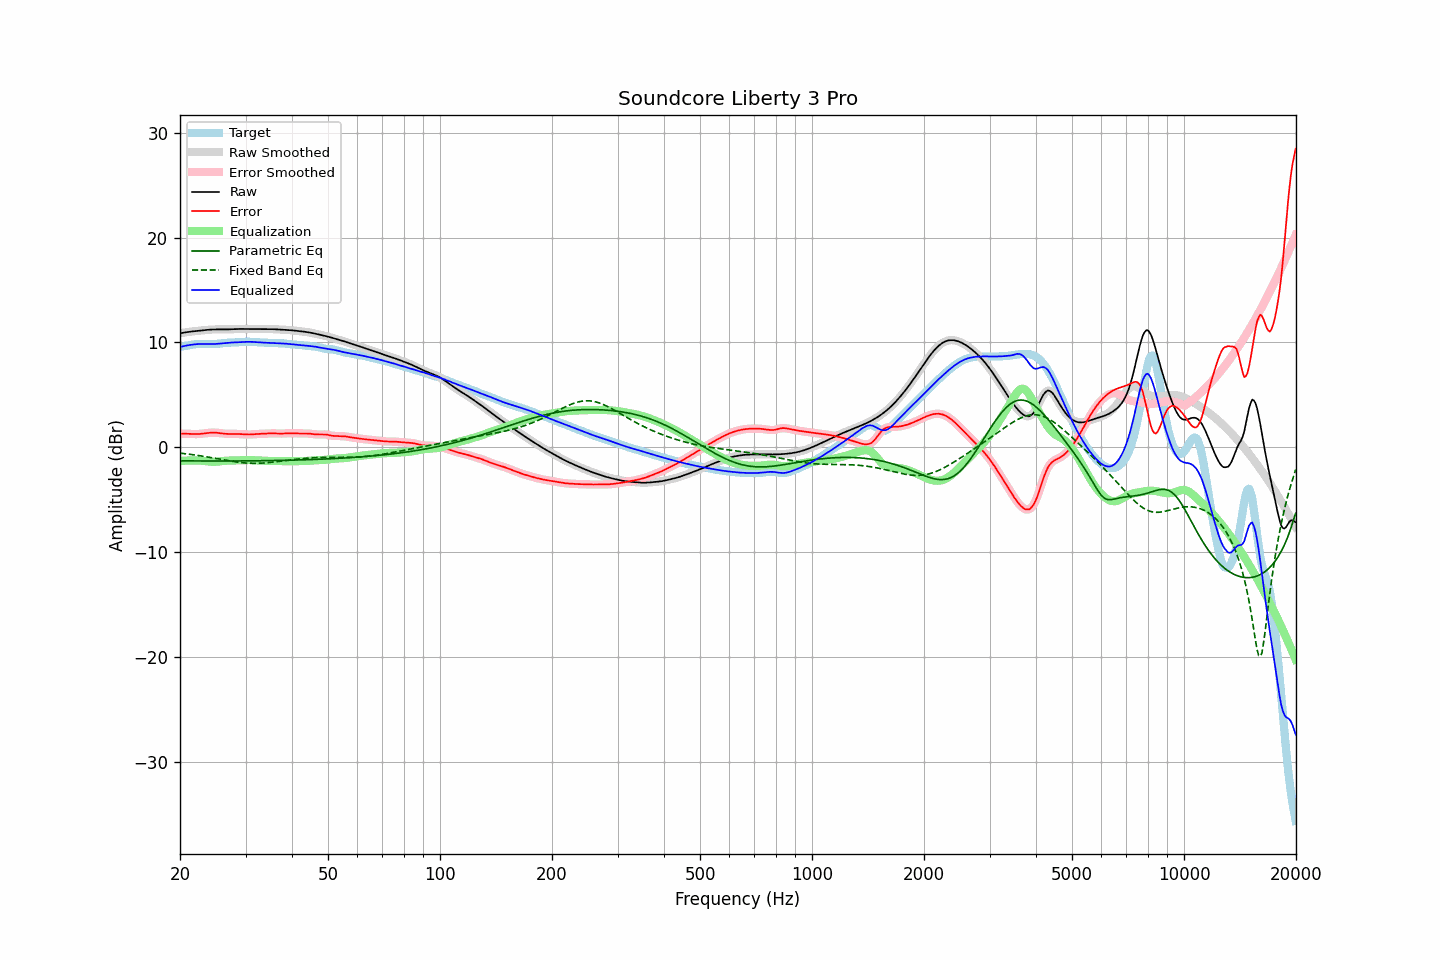 Soundcore Liberty 3 Pro
Target
Raw Smoothed
Error Smoothed
Raw
Error
Equalization
Parametric Eq
Fixed Band Eq
Equalized
30
20
10
0
−10
−20
−30
Amplitude (dBr)
20 50 100 200 500 1000 2000 5000 10000 20000
Frequency (Hz)